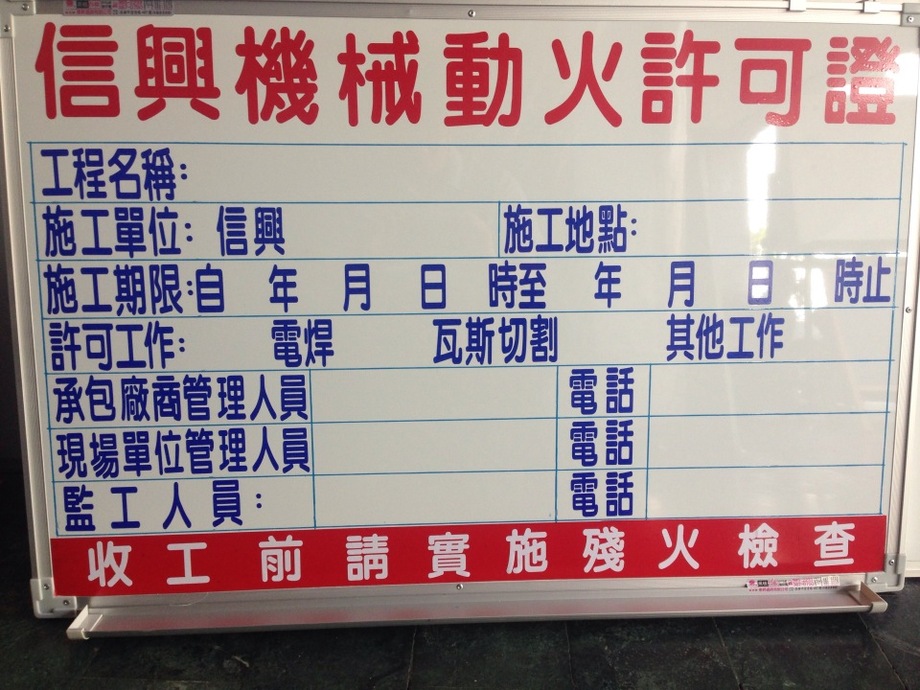 信興機械動火許可證
工程名稱:
施工單位: 信興 施工地點:
施工期限:自 年 月 日 時至 年 月 日 時止
許可工作: 電焊 瓦斯切割 其他工作
承包廠商管理人員 電話
現場單位管理人員 電話
監工人員: 電話
收工前請實施殘火檢查